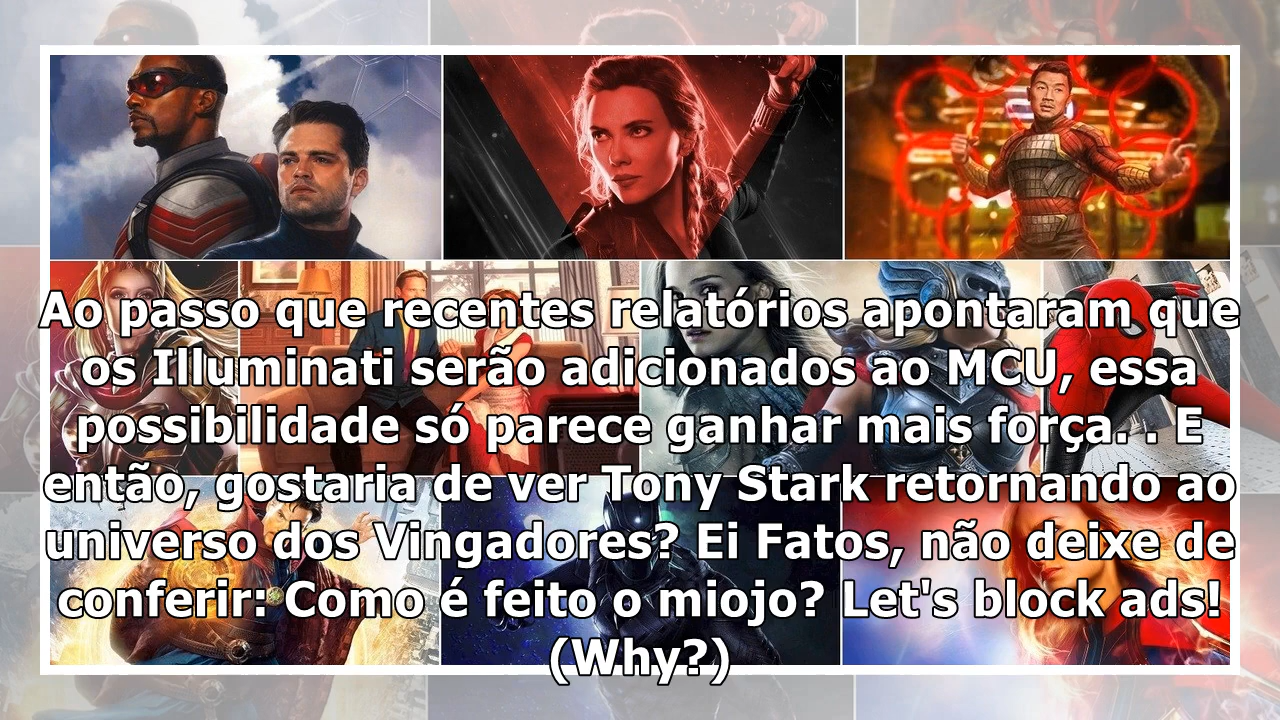 Ao passo que recentes relatórios apontaram que
os Illuminati serão adicionados ao MCU, essa
possibilidade só parece ganhar mais força. . E
então, gostaria de ver Tony Stark retornando ao
universo dos Vingadores? Ei Fatos, não deixe de
conferir: Como é feito o miojo? Let's block ads!
(Why?)